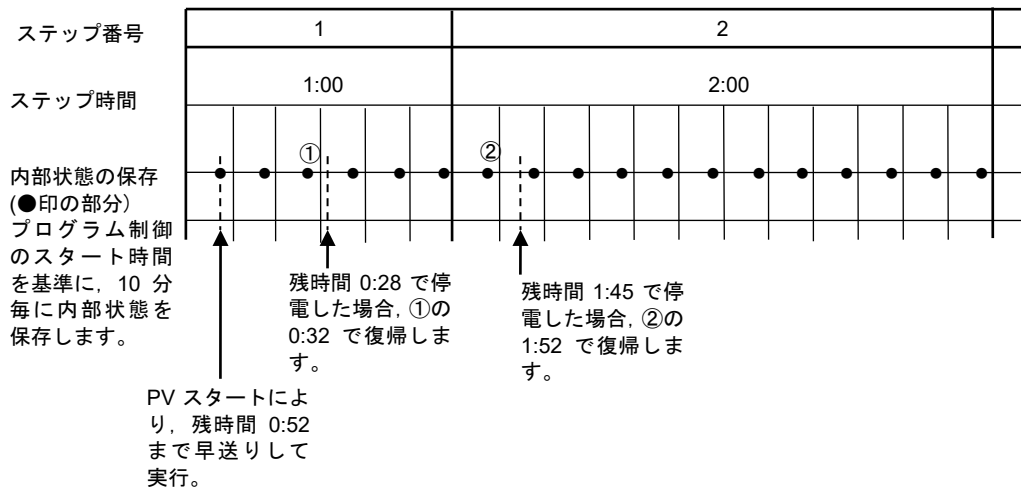 ステップ番号
1
2
ステップ時間
1:00
2:00
①
②
内部状態の保存
(●印の部分)
プログラム制御
のスタート時間
を基準に, 10 分
毎に内部状態を
保存します。
残時間 0:28 で停
電した場合, ①の
0:32 で復帰しま
す。
残時間 1:45 で停
電した場合, ②の
1:52 で復帰しま
す。
PV スタートによ
り, 残時間 0:52
まで早送りして
実行。